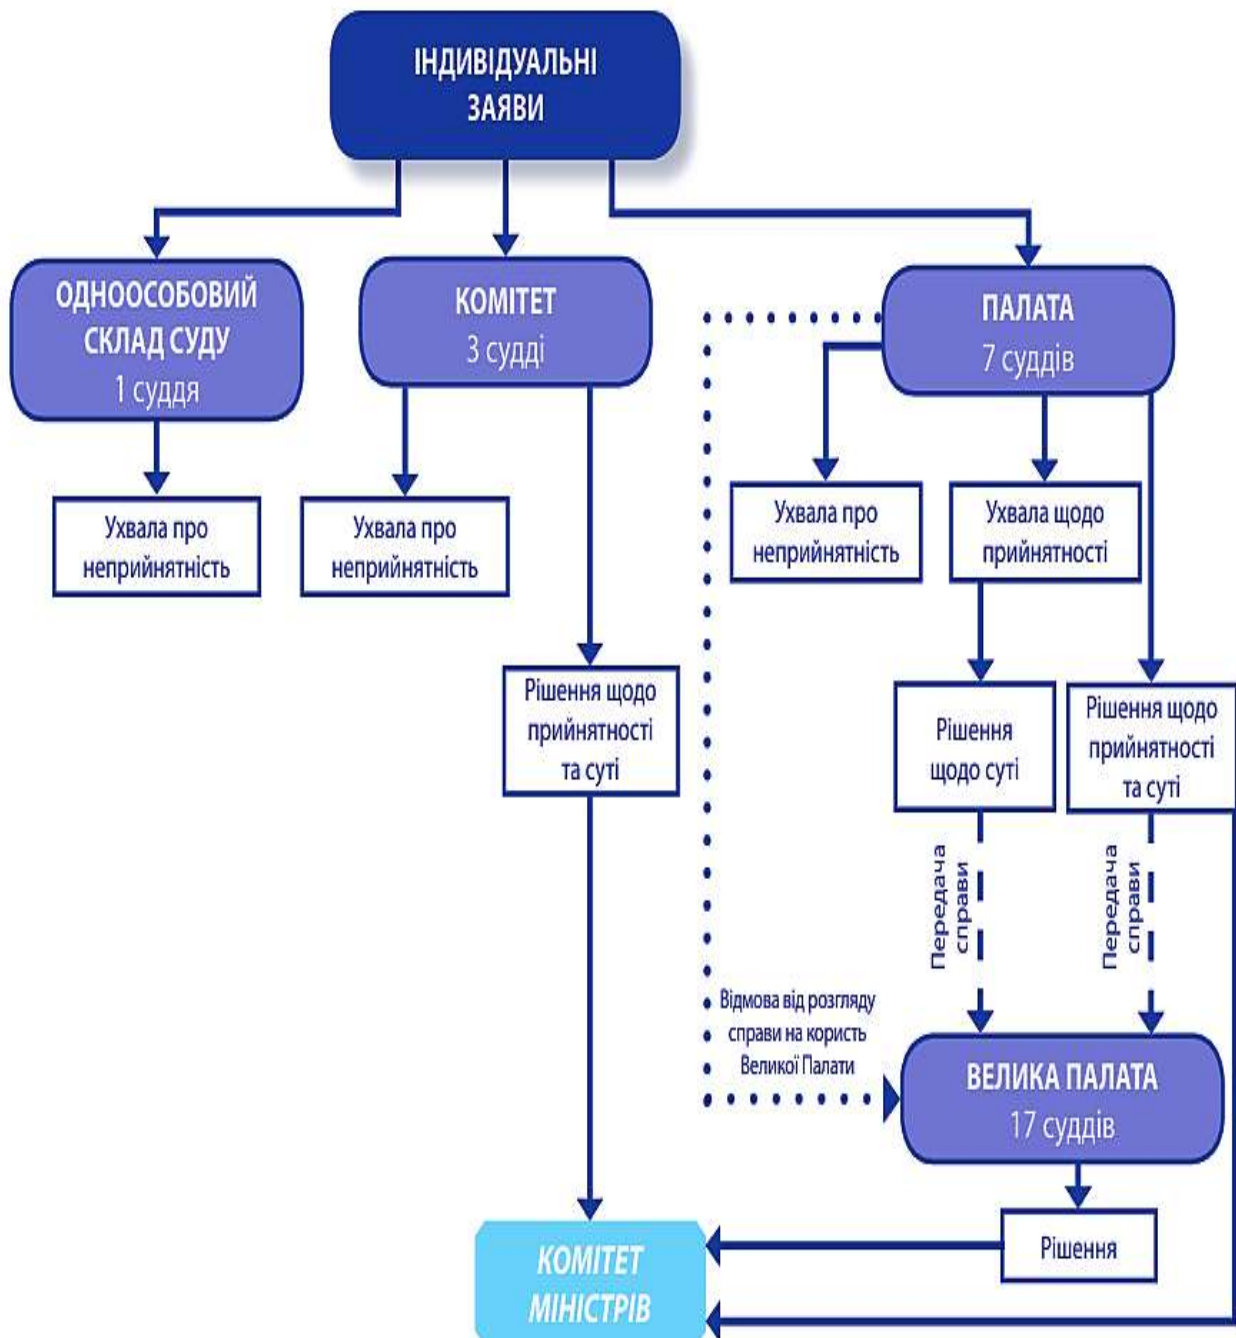 ІНДИВІДУАЛЬНІ
ЗАЯВИ
ОДНООСОБОВИЙ
СКЛАД СУДУ
1 суддя
КОМІТЕТ
3 судді
ПАЛАТА
7 суддів
Ухвала про
неприйнятність
Ухвала про
неприйнятність
Ухвала про
неприйнятність
Ухвала щодо
прийнятності
Рішення щодо
прийнятності
та суті
Рішення
щодо суті
Рішення щодо
прийнятності
та суті
Передача
справи
Передача
справи
Відмова від розгляду
справи на користь
Великої Палати
ВЕЛИКА ПАЛАТА
17 суддів
Рішення
КОМІТЕТ
МІНІСТРІВ